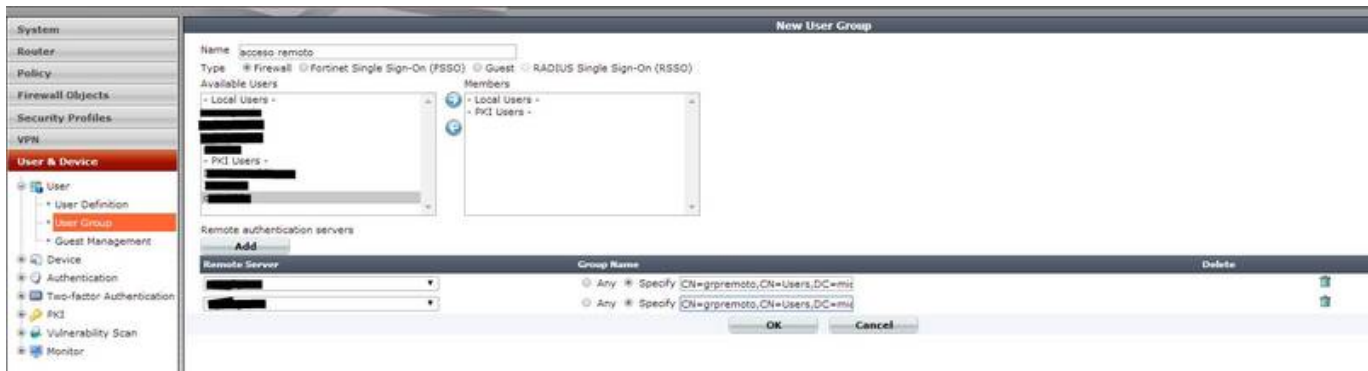 New User Group
System
Router
Policy
Firewall Objects
Security Profiles
VPN
User & Device
User
User Definition
User Group
Guest Management
Device
Authentication
Two-factor Authentication
PKI
Vulnerability Scan
Monitor
Name acceso remoto
Type Firewall Fortinet Single Sign-On (FSSO) Guest RADIUS Single Sign-On (RSSO)
Available Users Members
- Local Users -
- PKI Users -
- Local Users -
- PKI Users -
Remote authentication servers
Add
Remote Server Group Name Delete
Any Specify CN=grpremoto,CN=Users,DC=mic
Any Specify CN=grpremoto,CN=Users,DC=mic
OK Cancel